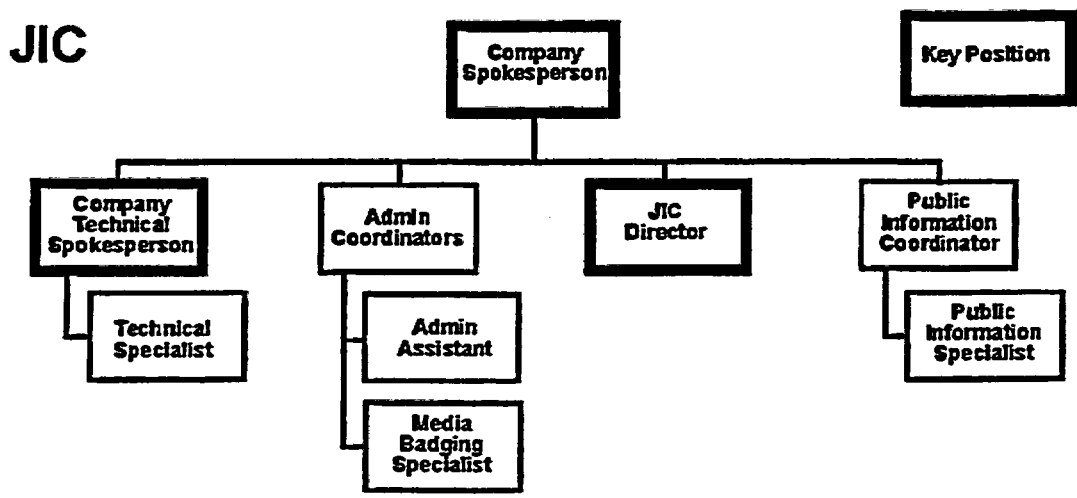 JIC
Company
Spokesperson
Key Position
Company
Technical
Spokesperson
Admin
Coordinators
JIC
Director
Public
Information
Coordinator
Technical
Specialist
Admin
Assistant
Public
Information
Specialist
Media
Badging
Specialist